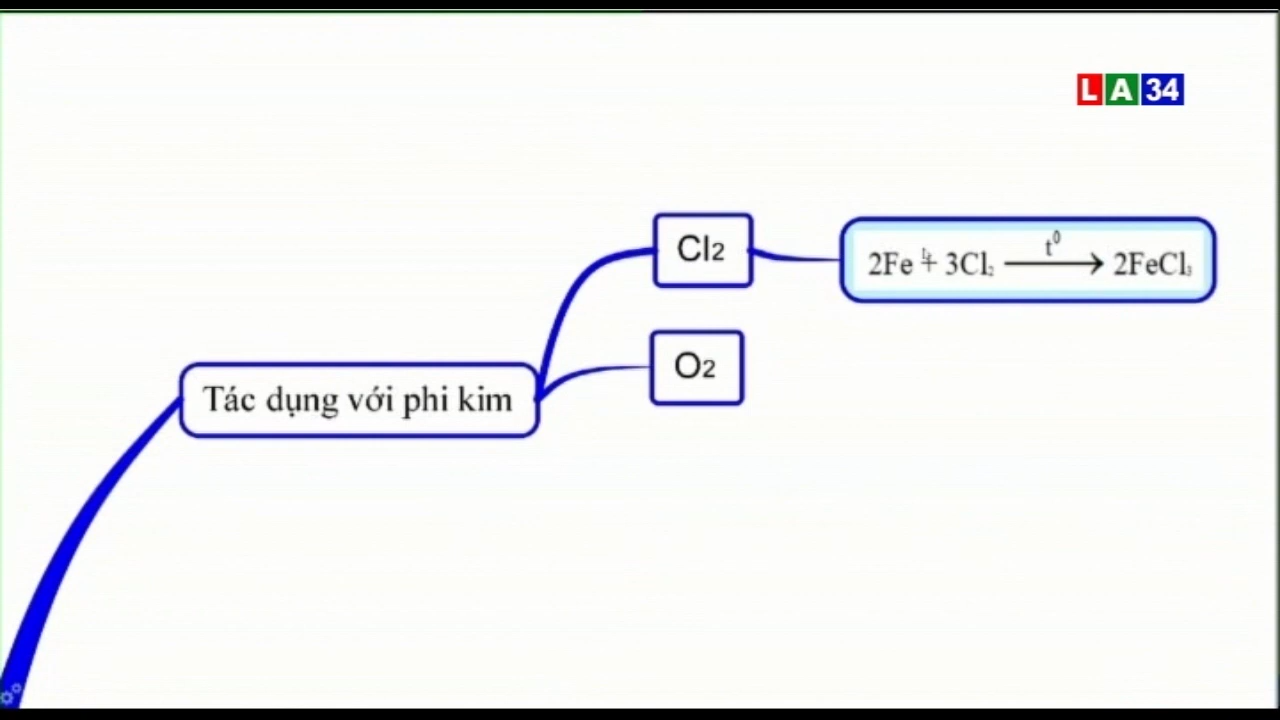 LA34
Cl2
2Fe + 3Cl₂ t⁰ → 2FeCl₃
O2
Tác dụng với phi kim